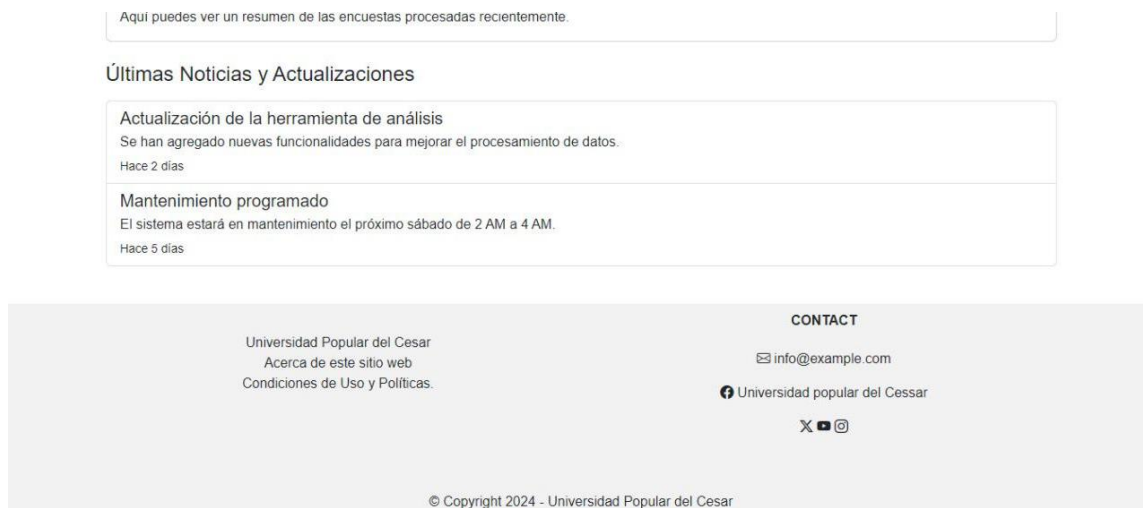 Aquí puedes ver un resumen de las encuestas procesadas recientemente.
Últimas Noticias y Actualizaciones
Actualización de la herramienta de análisis
Se han agregado nuevas funcionalidades para mejorar el procesamiento de datos.
Hace 2 días
Mantenimiento programado
El sistema estará en mantenimiento el próximo sábado de 2 AM a 4 AM.
Hace 5 días
Universidad Popular del Cesar
Acerca de este sitio web
Condiciones de Uso y Políticas.
CONTACT
info@example.com
Universidad popular del Cessar
© Copyright 2024 - Universidad Popular del Cesar